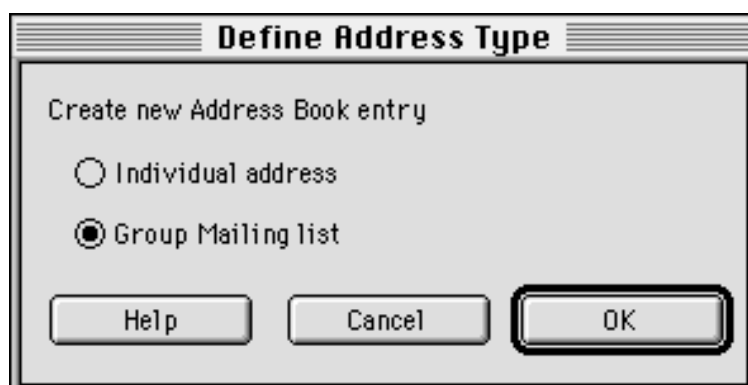 Define Address Type
Create new Address Book entry
Individual address
Group Mailing list
Help Cancel OK